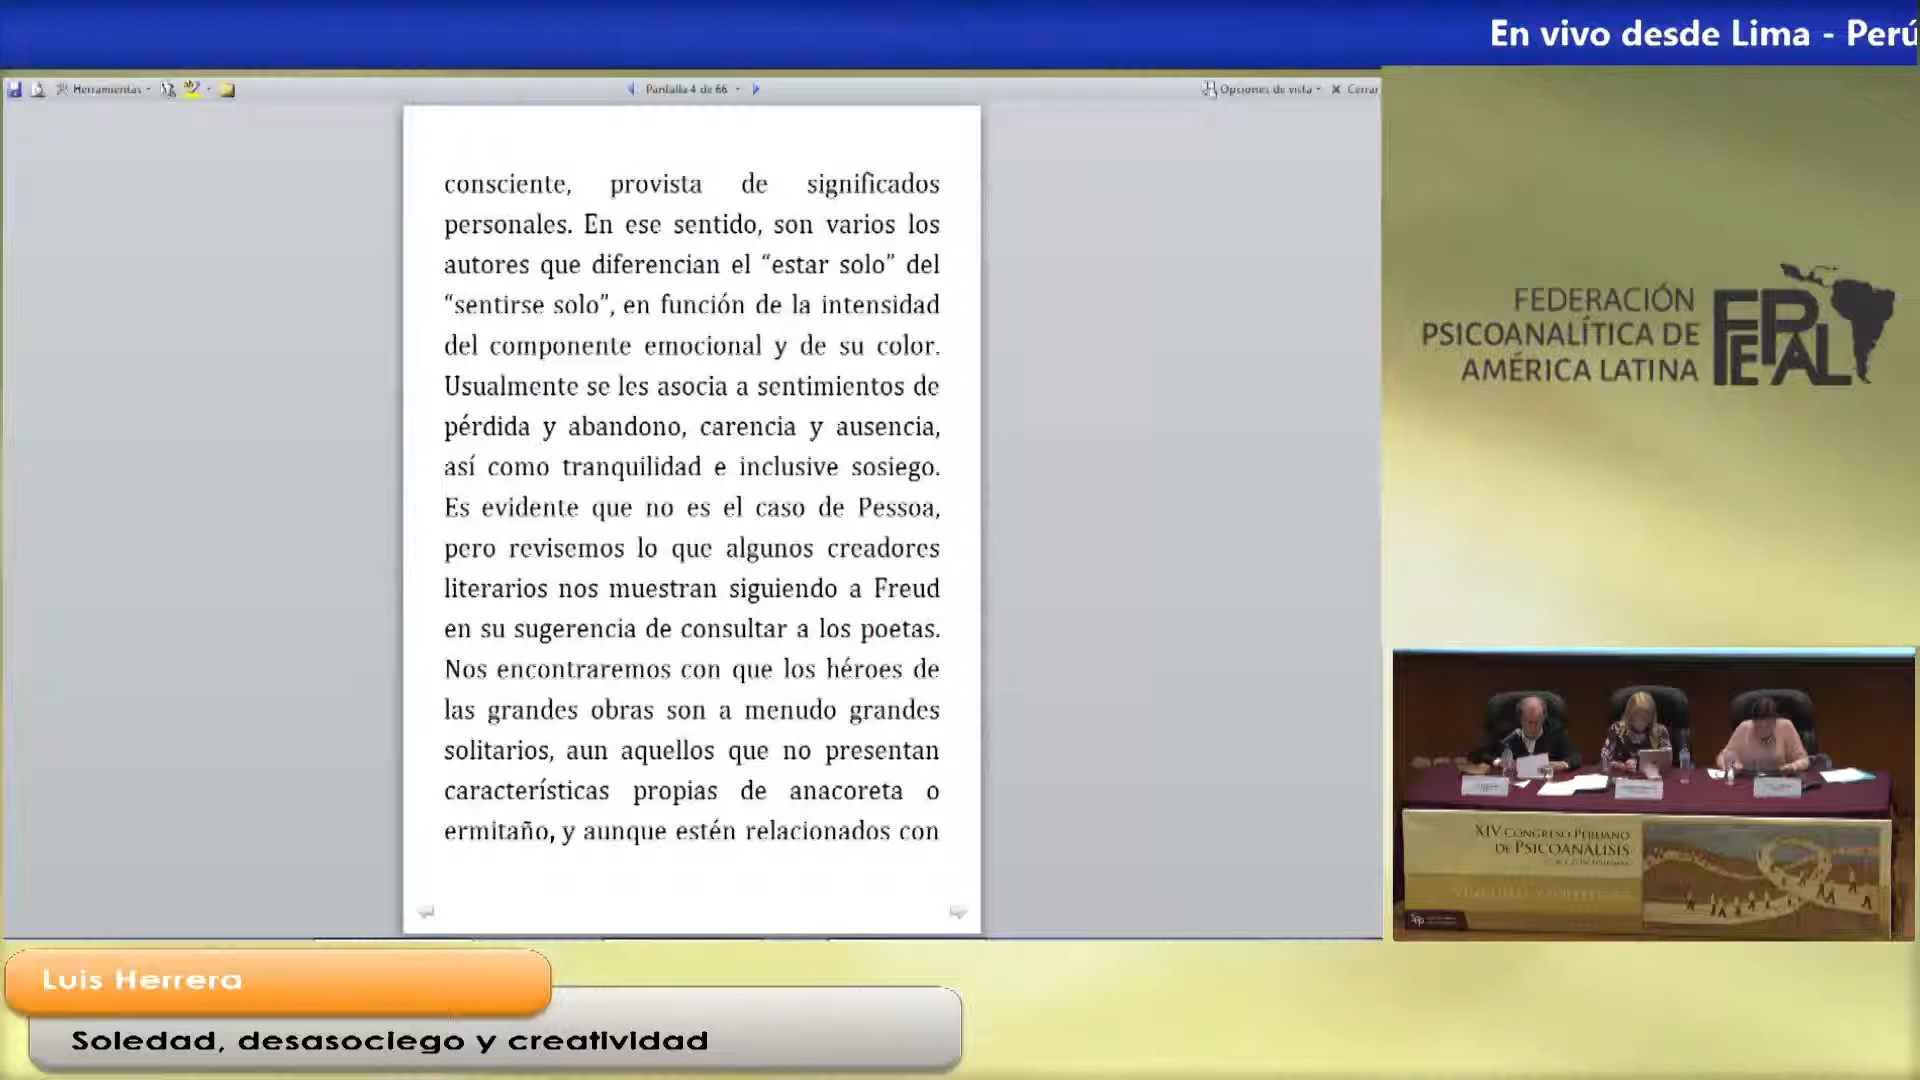 En vivo desde Lima - Perú
Herramientas
Pantalla 4 de 66
Opciones de vista
Cerrar
consciente, provista de significados
personales. En ese sentido, son varios los
autores que diferencian el “estar solo” del
“sentirse solo”, en función de la intensidad
del componente emocional y de su color.
Usualmente se les asocia a sentimientos de
pérdida y abandono, carencia y ausencia,
así como tranquilidad e inclusive sosiego.
Es evidente que no es el caso de Pessoa,
pero revisemos lo que algunos creadores
literarios nos muestran siguiendo a Freud
en su sugerencia de consultar a los poetas.
Nos encontraremos con que los héroes de
las grandes obras son a menudo grandes
solitarios, aun aquellos que no presentan
características propias de anacoreta o
ermitaño, y aunque estén relacionados con
FEDERACIÓN
PSICOANALÍTICA DE
AMÉRICA LATINA
FEPAL
XIV CONGRESO PERUANO
DE PSICOANÁLISIS
Luis Herrera
Soledad, desasociego y creatividad